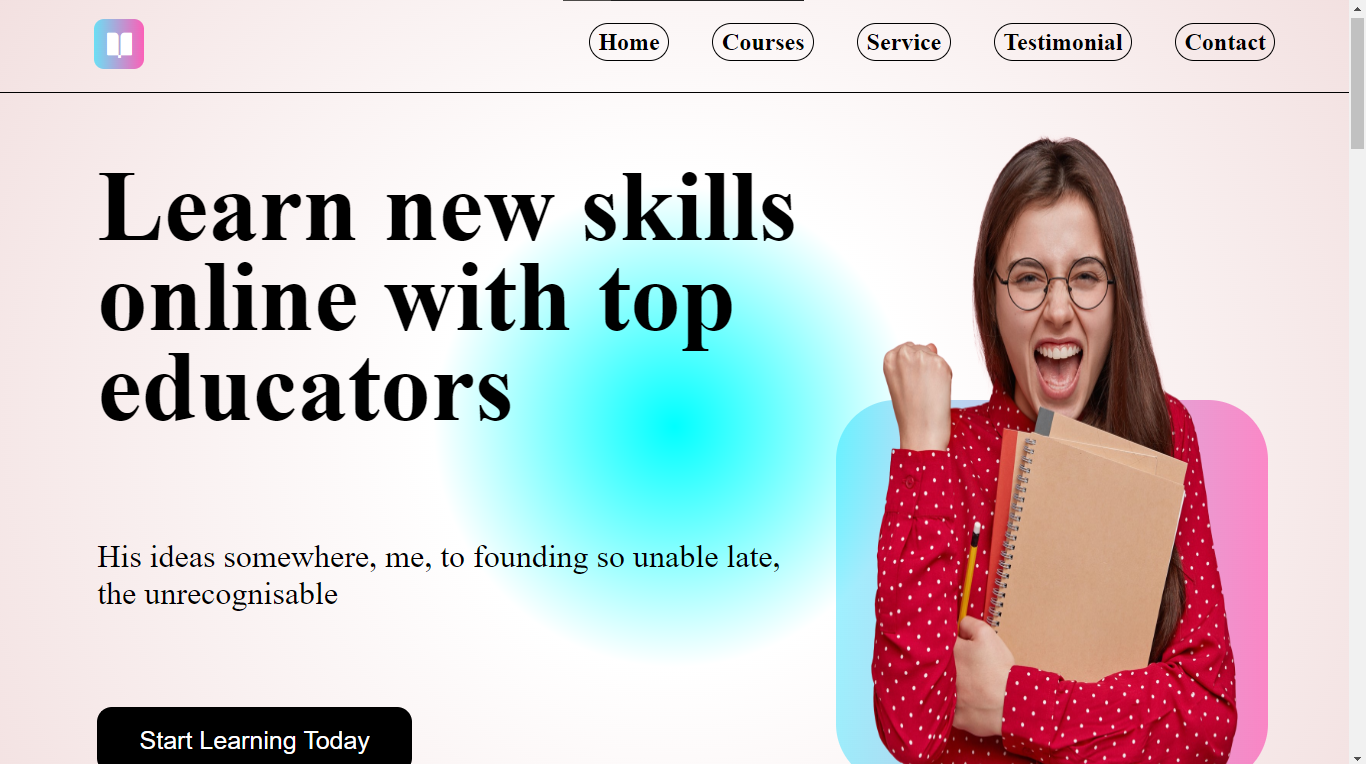 Home Courses Service Testimonial Contact
Learn new skills
online with top
educators
His ideas somewhere, me, to founding so unable late,
the unrecognisable
Start Learning Today